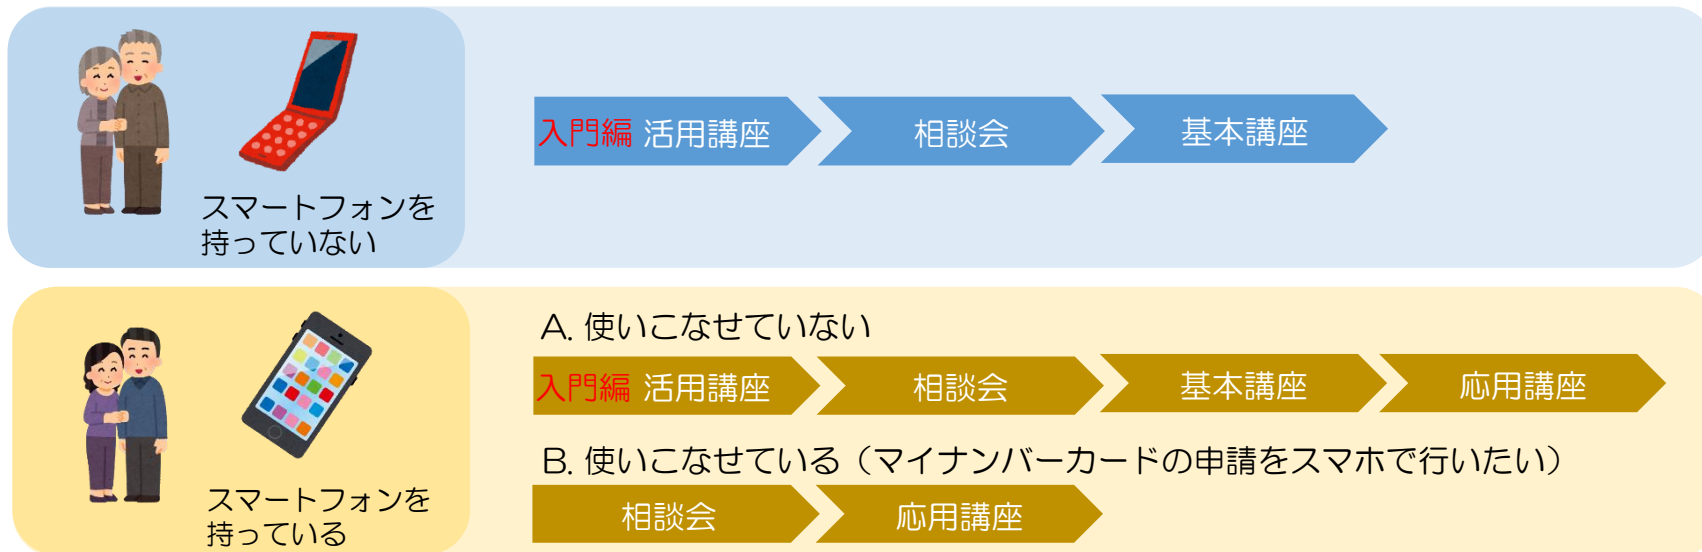 スマートフォンを
持っていない
入門編 活用講座
相談会
基本講座
スマートフォンを
持っている
A. 使いこなせていない
入門編 活用講座
相談会
基本講座
応用講座
B. 使いこなせている（マイナンバーカードの申請をスマホで行いたい）
相談会
応用講座